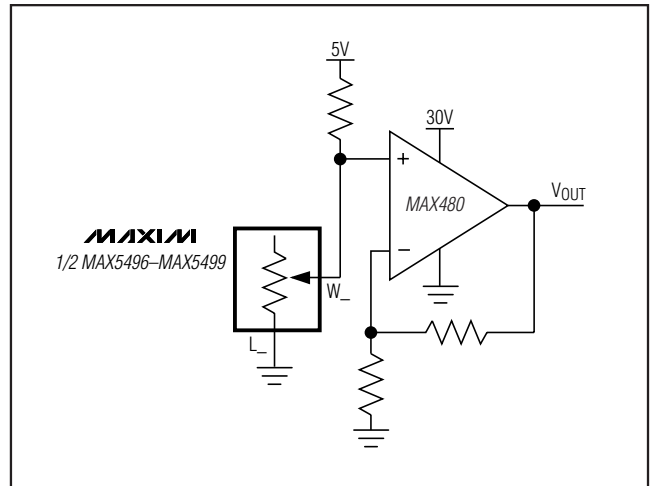 5V
30V
+
MAX480
VOUT
−
MAXIM
1/2 MAX5496–MAX5499
W_
L_